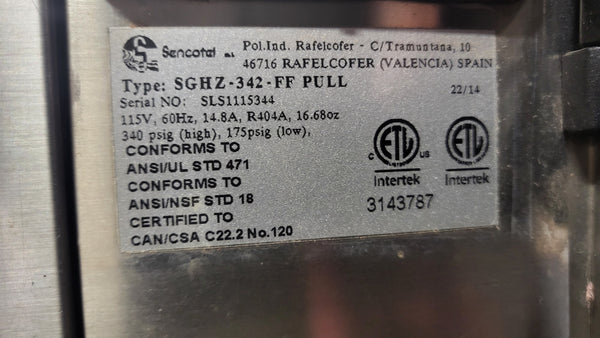 Sencotel S.L. Pol.Ind. Rafelcofer - C/Tramuntana, 10
46716 RAFELCOFER (VALENCIA) SPAIN
Type: SGHZ-342-FF PULL
22/14
Serial NO: SLS1115344
115V, 60Hz, 14.8A, R404A, 16.68oz
340 psig (high), 175psig (low),
CONFORMS TO
ANSI/UL STD 471
CONFORMS TO
ANSI/NSF STD 18
CERTIFIED TO
CAN/CSA C22.2 No.120
C ETL US
Intertek
ETL
Intertek
3143787